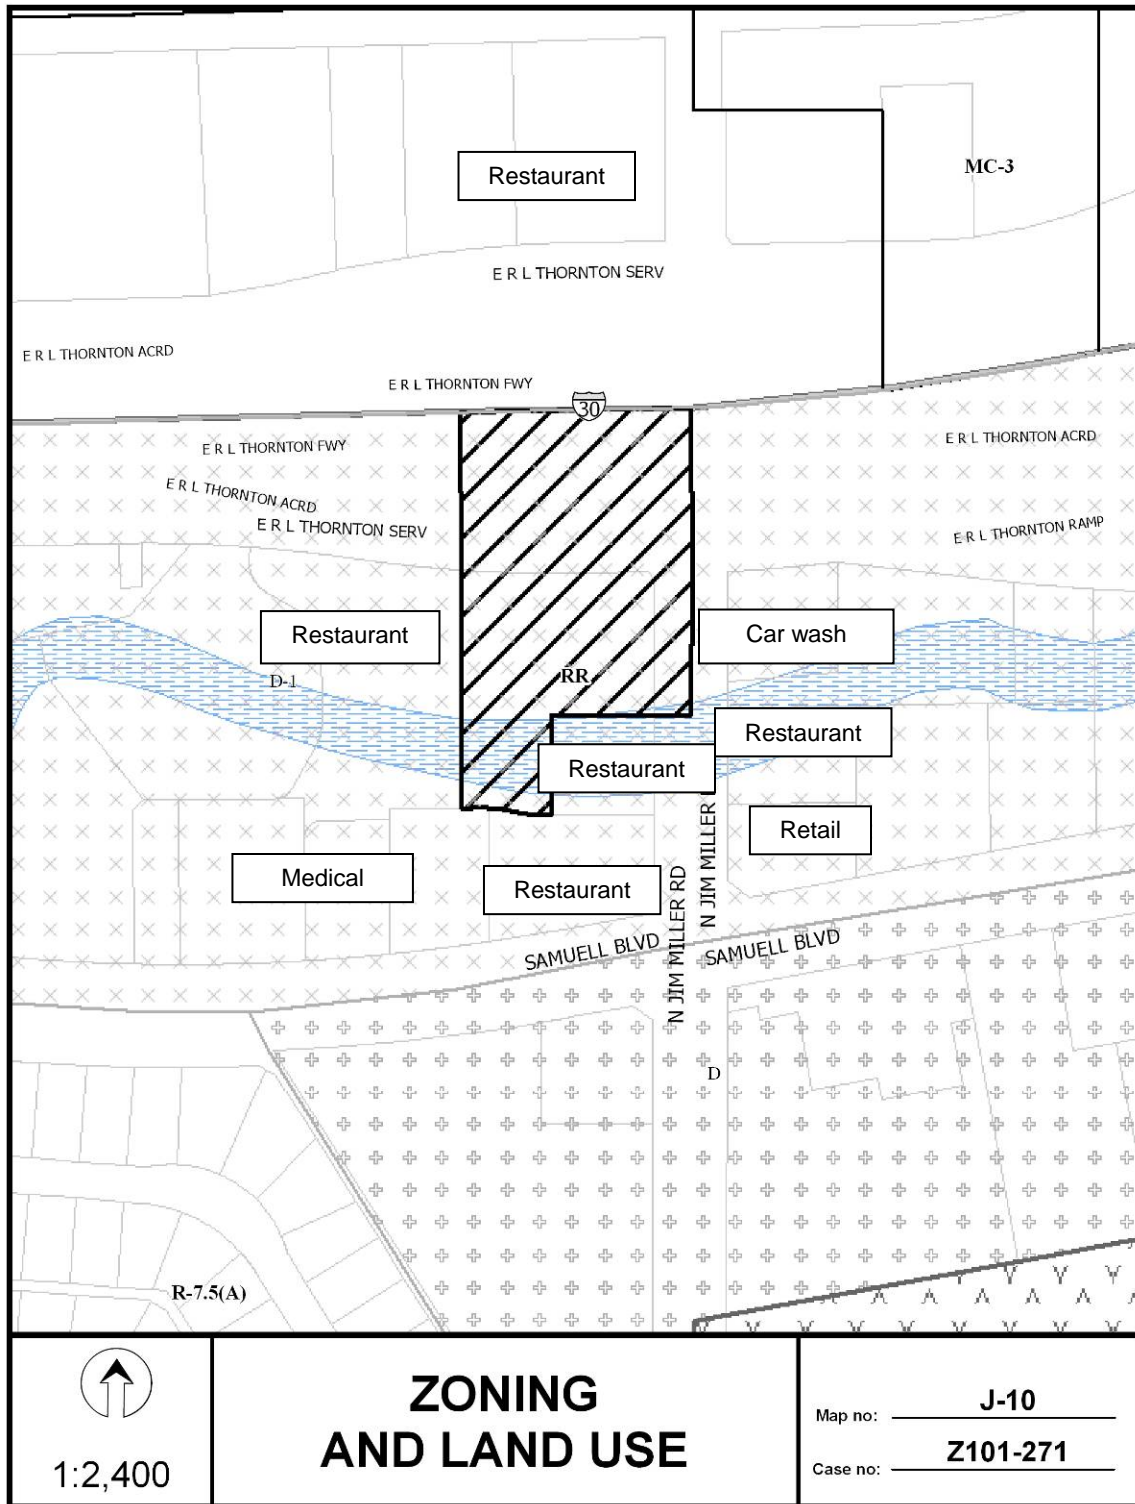 Restaurant
MC-3
E R L THORNTON SERV
E R L THORNTON ACRD
E R L THORNTON FWY
30
E R L THORNTON FWY
E R L THORNTON ACRD
E R L THORNTON ACRD
E R L THORNTON SERV
E R L THORNTON RAMP
Restaurant
Car wash
RR
D-1
Restaurant
Restaurant
Retail
N JIM MILLER
Medical
Restaurant
N JIM MILLER RD
SAMUELL BLVD
SAMUELL BLVD
D
R-7.5(A)
1:2,400
ZONING
AND LAND USE
Map no: J-10
Case no: Z101-271